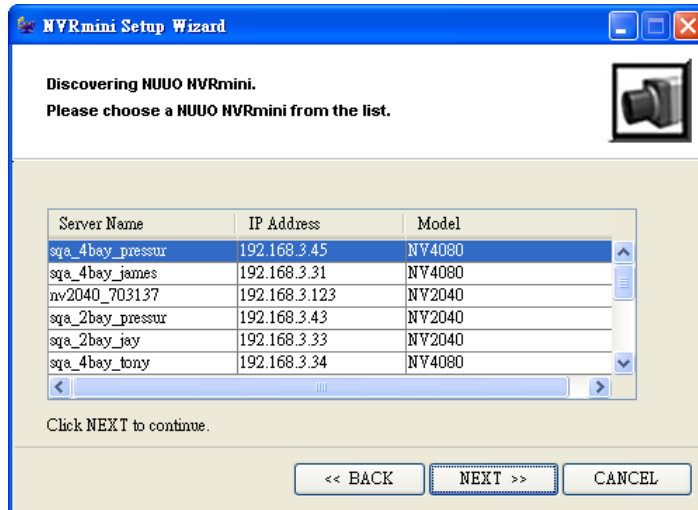 NVRmini Setup Wizard
Discovering NUUO NVRmini.
Please choose a NUUO NVRmini from the list.
Server Name IP Address Model
sqa_4bay_pressur 192.168.3.45 NV4080
sqa_4bay_james 192.168.3.31 NV4080
nv2040_703137 192.168.3.123 NV2040
sqa_2bay_pressur 192.168.3.43 NV2040
sqa_2bay_jay 192.168.3.33 NV2040
sqa_4bay_tony 192.168.3.34 NV4080
Click NEXT to continue.
<< BACK NEXT >> CANCEL